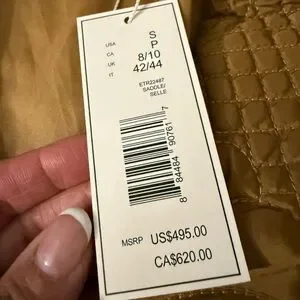 USA S
CA P
UK 8/10
IT 42/44
ETR22487
SADDLE/
SELLE
8 84484 90761 7
MSRP US$495.00
CA$620.00